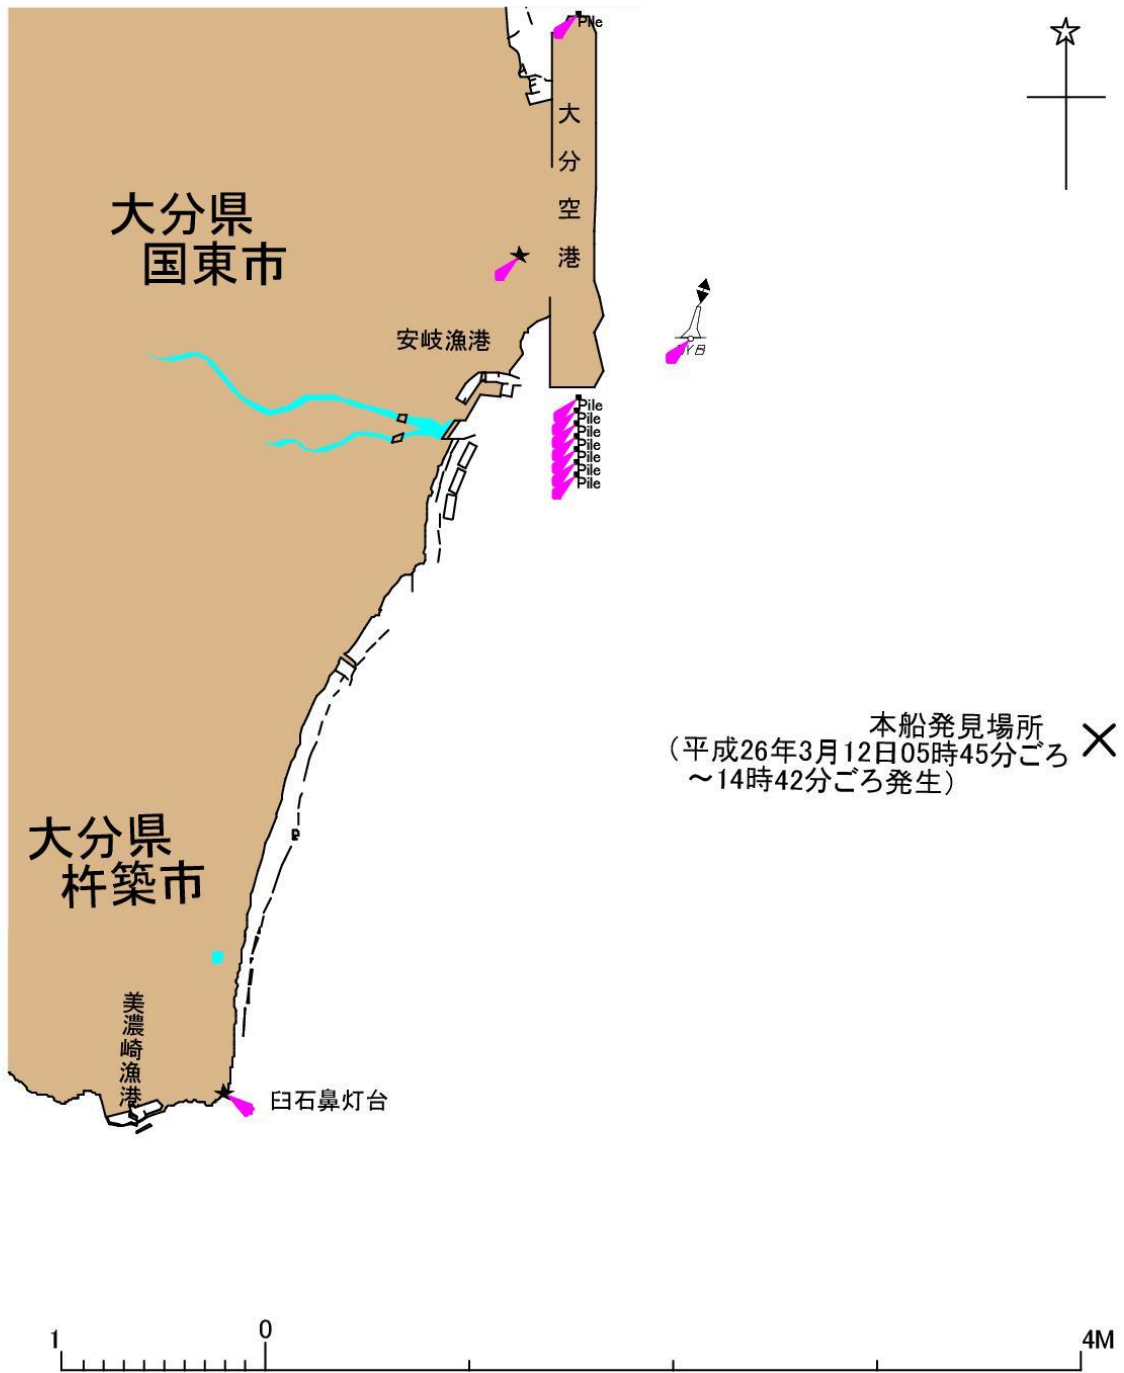 Pile
大分空港
大分県
国東市
安岐漁港
Pile
Pile
Pile
Pile
Pile
Pile
Pile
本船発見場所
（平成26年3月12日05時45分ごろ
～14時42分ごろ発生）
大分県
杵築市
美濃崎漁港
臼石鼻灯台
1
0
4M